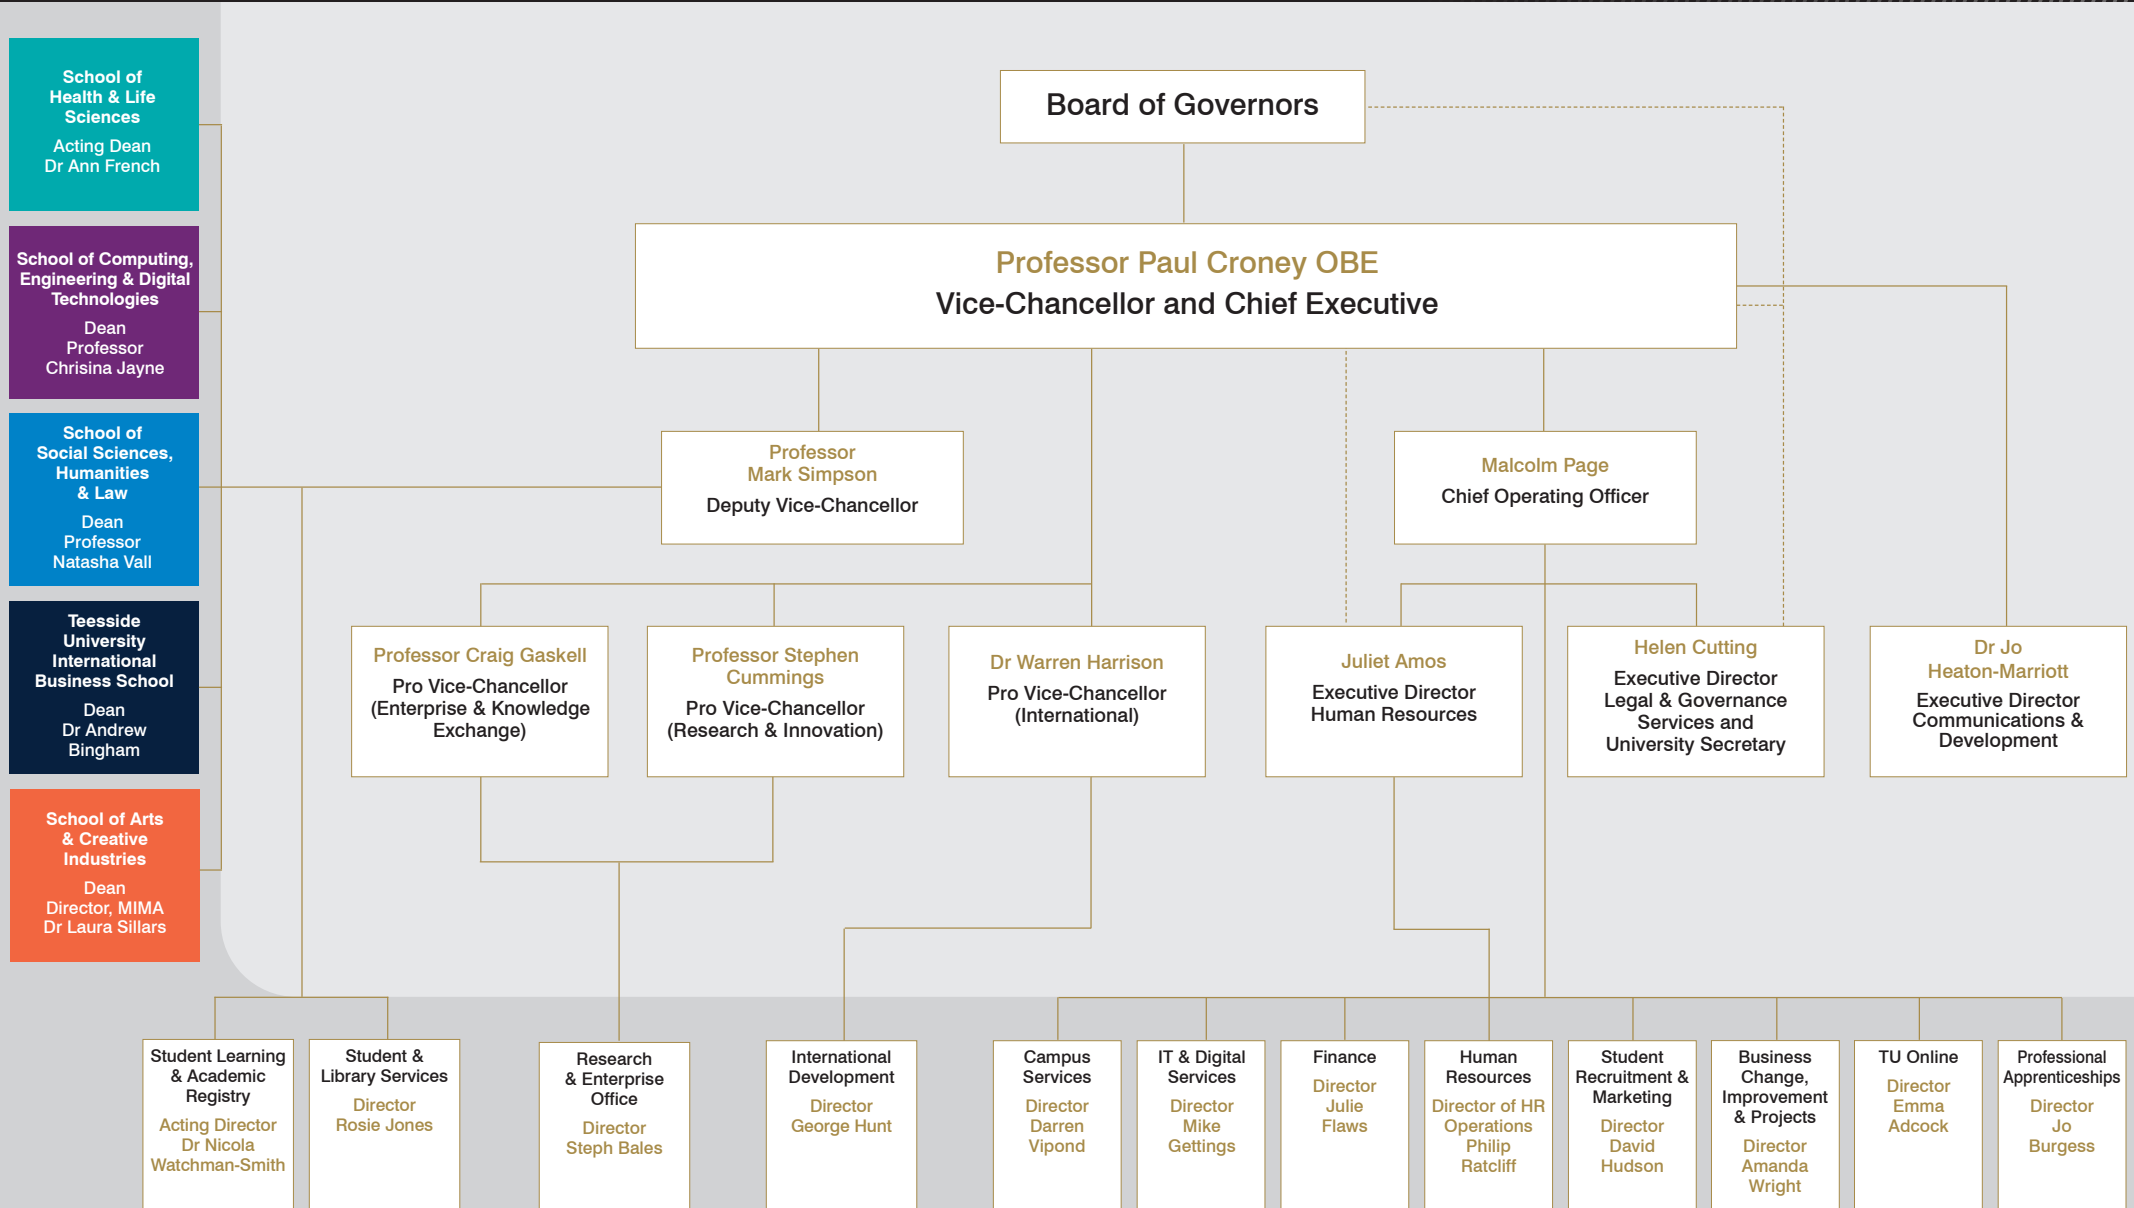 School of
Health & Life
Sciences
Acting Dean
Dr Ann French
School of Computing,
Engineering & Digital
Technologies
Dean
Professor
Chrisina Jayne
School of
Social Sciences,
Humanities
& Law
Dean
Professor
Natasha Vall
Teesside
University
International
Business School
Dean
Dr Andrew
Bingham
School of Arts
& Creative
Industries
Dean
Director, MIMA
Dr Laura Sillars
Board of Governors
Professor Paul Croney OBE
Vice-Chancellor and Chief Executive
Professor
Mark Simpson
Deputy Vice-Chancellor
Malcolm Page
Chief Operating Officer
Professor Craig Gaskell
Pro Vice-Chancellor
(Enterprise & Knowledge
Exchange)
Professor Stephen
Cummings
Pro Vice-Chancellor
(Research & Innovation)
Dr Warren Harrison
Pro Vice-Chancellor
(International)
Juliet Amos
Executive Director
Human Resources
Helen Cutting
Executive Director
Legal & Governance
Services and
University Secretary
Dr Jo
Heaton-Marriott
Executive Director
Communications &
Development
Student Learning
& Academic
Registry
Acting Director
Dr Nicola
Watchman-Smith
Student &
Library Services
Director
Rosie Jones
Research
& Enterprise
Office
Director
Steph Bales
International
Development
Director
George Hunt
Campus
Services
Director
Darren
Vipond
IT & Digital
Services
Director
Mike
Gettings
Finance
Director
Julie
Flaws
Human
Resources
Director of HR
Operations
Philip
Ratcliff
Student
Recruitment &
Marketing
Director
David
Hudson
Business
Change,
Improvement
& Projects
Director
Amanda
Wright
TU Online
Director
Emma
Adcock
Professional
Apprenticeships
Director
Jo
Burgess